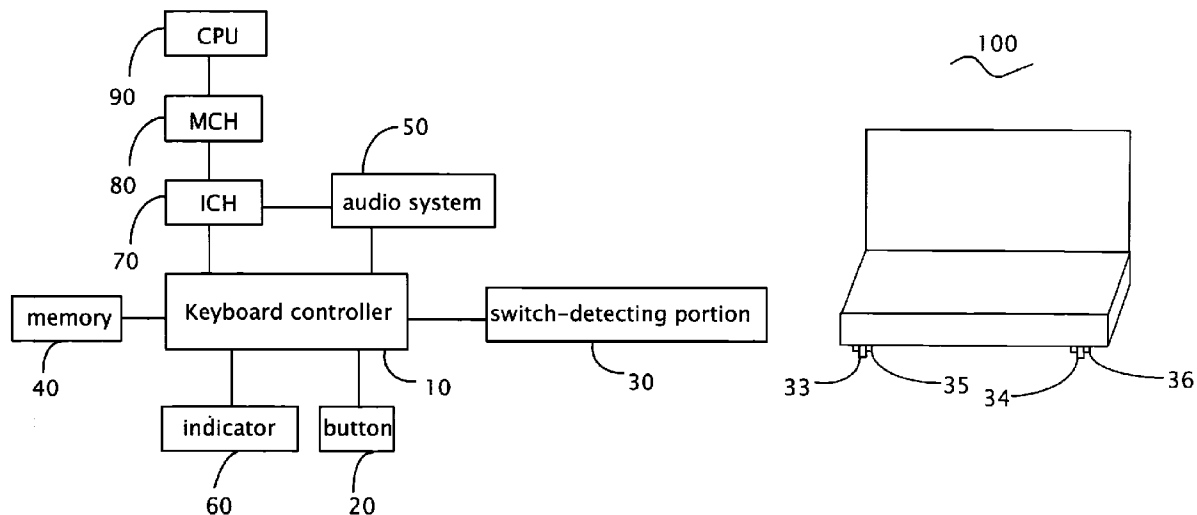 CPU
90
100
MCH
50
80
ICH
audio system
70
Keyboard controller
memory
switch-detecting portion
40
10
30
33
35
34
36
indicator
button
60
20